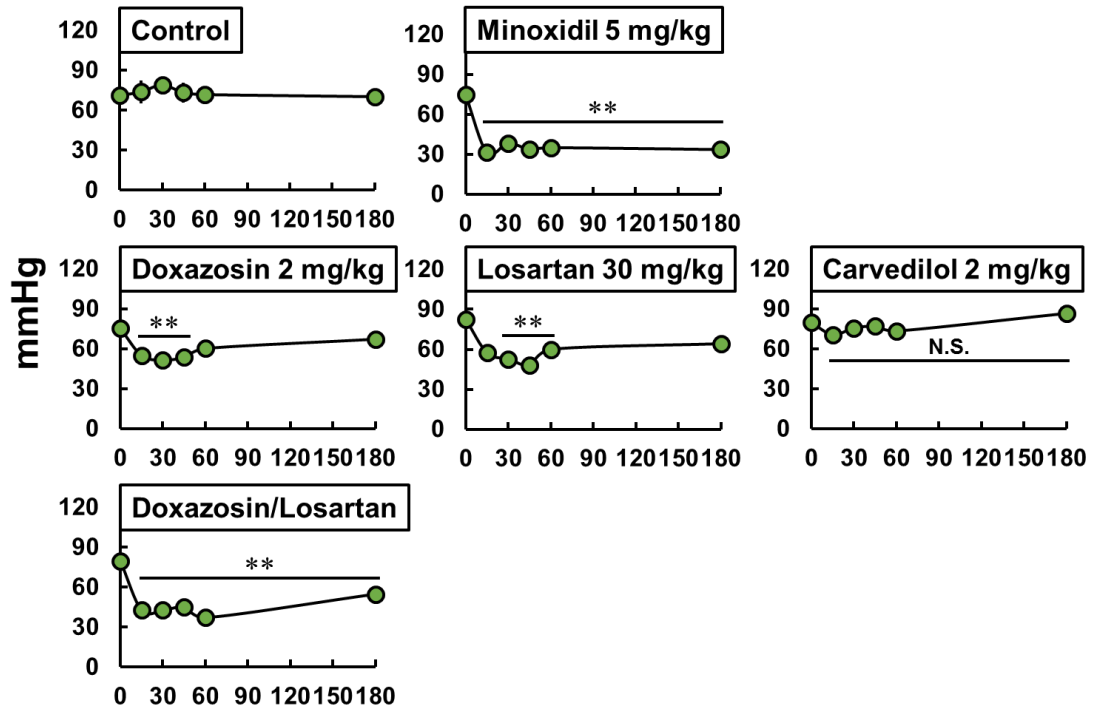 Control
120
90
60
30
0
0 30 60 90 120 150 180
Minoxidil 5 mg/kg
120
90
60
**
30
0
0 30 60 90 120 150 180
mmHg
Doxazosin 2 mg/kg
120
90
**
60
30
0
0 30 60 90 120 150 180
Losartan 30 mg/kg
120
90
**
60
30
0
0 30 60 90 120 150 180
Carvedilol 2 mg/kg
120
90
60
N.S.
30
0
0 30 60 90 120 150 180
Doxazosin/Losartan
120
90
**
60
30
0
0 30 60 90 120 150 180